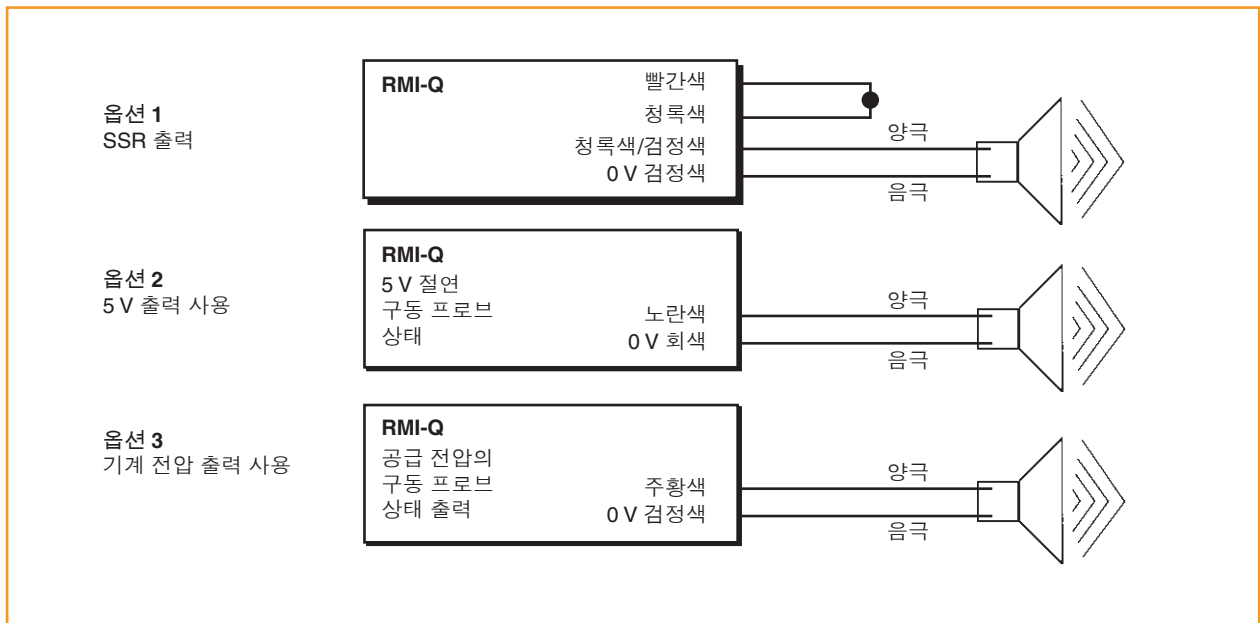 옵션 1
SSR 출력
RMI-Q
빨간색
청록색
청록색/검정색
0 V 검정색
양극
음극
옵션 2
5 V 출력 사용
RMI-Q
5 V 절연
구동 프로브
상태
노란색
0 V 회색
양극
음극
옵션 3
기계 전압 출력 사용
RMI-Q
공급 전압의
구동 프로브
상태 출력
주황색
0 V 검정색
양극
음극